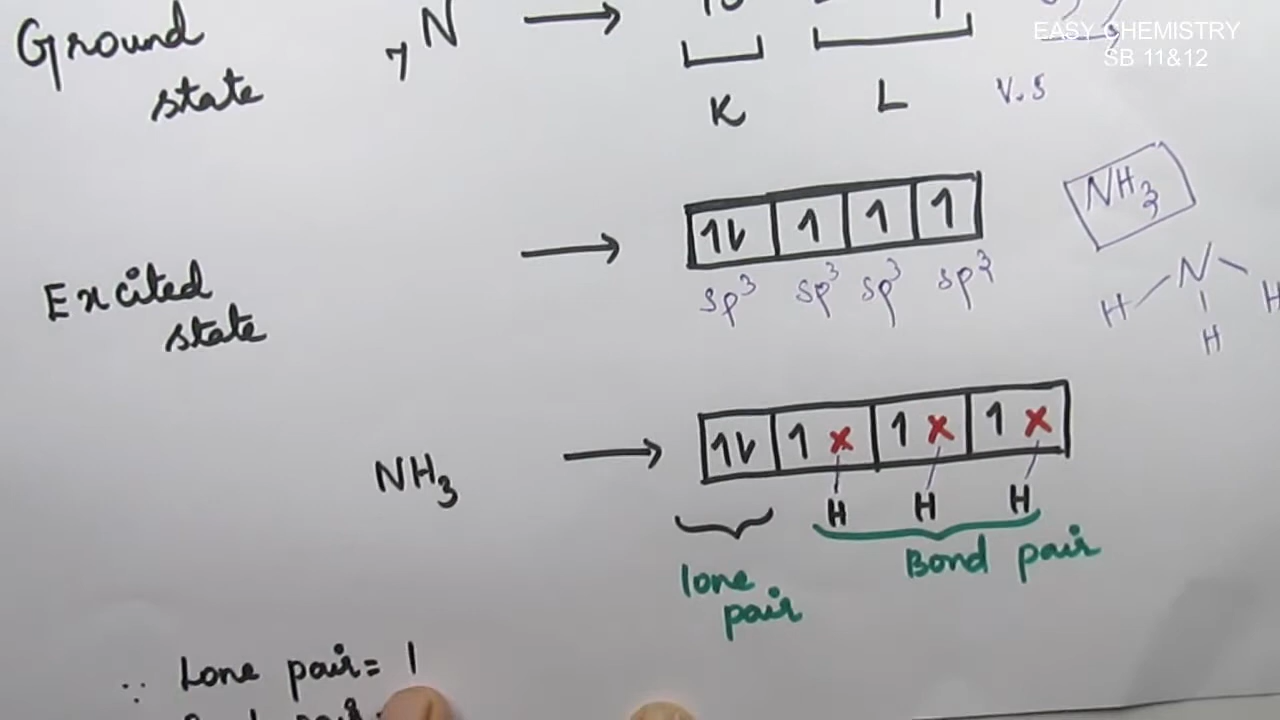 EASY CHEMISTRY
SB 11&12
Ground
state
7N
K
L
V.S
Excited
state
1V 1 1 1
sp³ sp³ sp³ sp³
NH3
N
H
H
H
NH3
1V 1 x 1 x 1 x
H H H
lone
pair
Bond pair
∵ Lone pair = 1